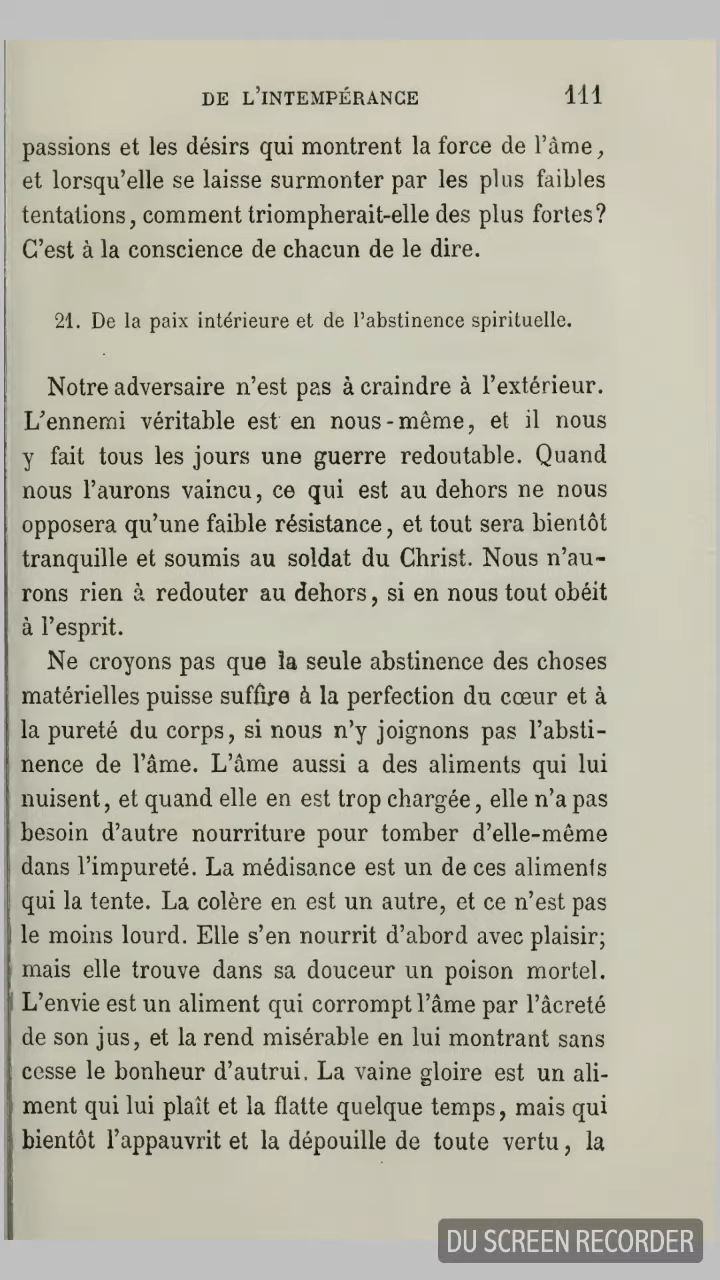 DE L'INTEMPÉRANCE 111
passions et les désirs qui montrent la force de l'âme,
et lorsqu'elle se laisse surmonter par les plus faibles
tentations, comment triompherait-elle des plus fortes?
C'est à la conscience de chacun de le dire.
21. De la paix intérieure et de l'abstinence spirituelle.
Notre adversaire n'est pas à craindre à l'extérieur.
L'ennemi véritable est en nous-même, et il nous
y fait tous les jours une guerre redoutable. Quand
nous l'aurons vaincu, ce qui est au dehors ne nous
opposera qu'une faible résistance, et tout sera bientôt
tranquille et soumis au soldat du Christ. Nous n'au-
rons rien à redouter au dehors, si en nous tout obéit
à l'esprit.
Ne croyons pas que la seule abstinence des choses
matérielles puisse suffire à la perfection du cœur et à
la pureté du corps, si nous n'y joignons pas l'absti-
nence de l'âme. L'âme aussi a des aliments qui lui
nuisent, et quand elle en est trop chargée, elle n'a pas
besoin d'autre nourriture pour tomber d'elle-même
dans l'impureté. La médisance est un de ces aliments
qui la tente. La colère en est un autre, et ce n'est pas
le moins lourd. Elle s'en nourrit d'abord avec plaisir;
mais elle trouve dans sa douceur un poison mortel.
L'envie est un aliment qui corrompt l'âme par l'âcreté
de son jus, et la rend misérable en lui montrant sans
cesse le bonheur d'autrui. La vaine gloire est un ali-
ment qui lui plaît et la flatte quelque temps, mais qui
bientôt l'appauvrit et la dépouille de toute vertu, la
DU SCREEN RECORDER